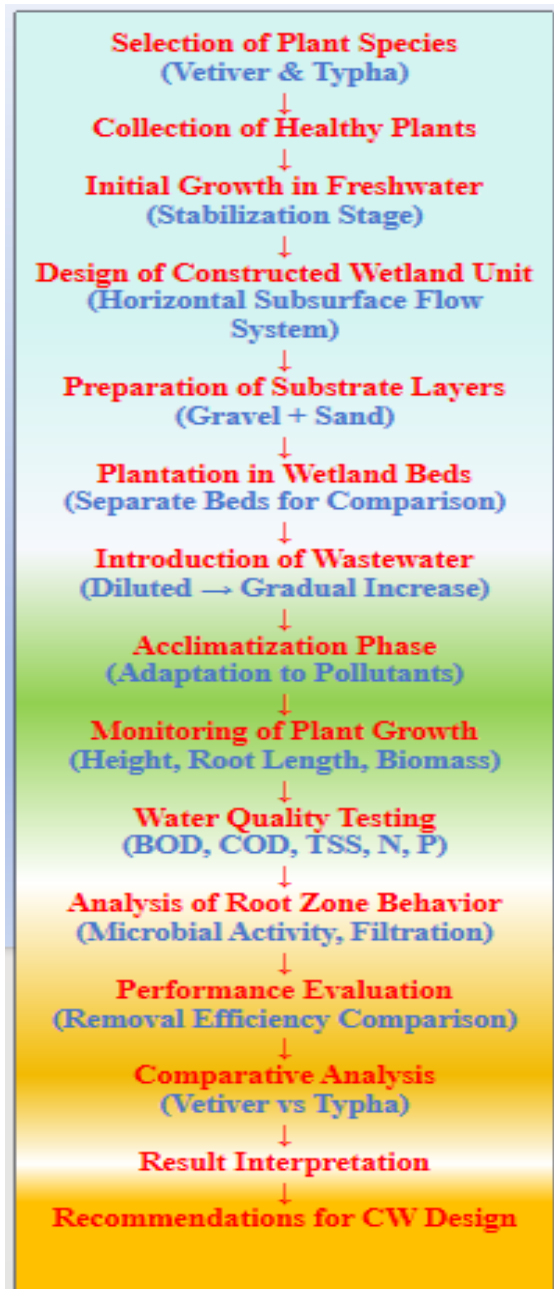 Selection of Plant Species
(Vetiver & Typha)
↓
Collection of Healthy Plants
↓
Initial Growth in Freshwater
(Stabilization Stage)
↓
Design of Constructed Wetland Unit
(Horizontal Subsurface Flow
System)
↓
Preparation of Substrate Layers
(Gravel + Sand)
↓
Plantation in Wetland Beds
(Separate Beds for Comparison)
↓
Introduction of Wastewater
(Diluted → Gradual Increase)
↓
Acclimatization Phase
(Adaptation to Pollutants)
↓
Monitoring of Plant Growth
(Height, Root Length, Biomass)
↓
Water Quality Testing
(BOD, COD, TSS, N, P)
↓
Analysis of Root Zone Behavior
(Microbial Activity, Filtration)
↓
Performance Evaluation
(Removal Efficiency Comparison)
↓
Comparative Analysis
(Vetiver vs Typha)
↓
Result Interpretation
↓
Recommendations for CW Design